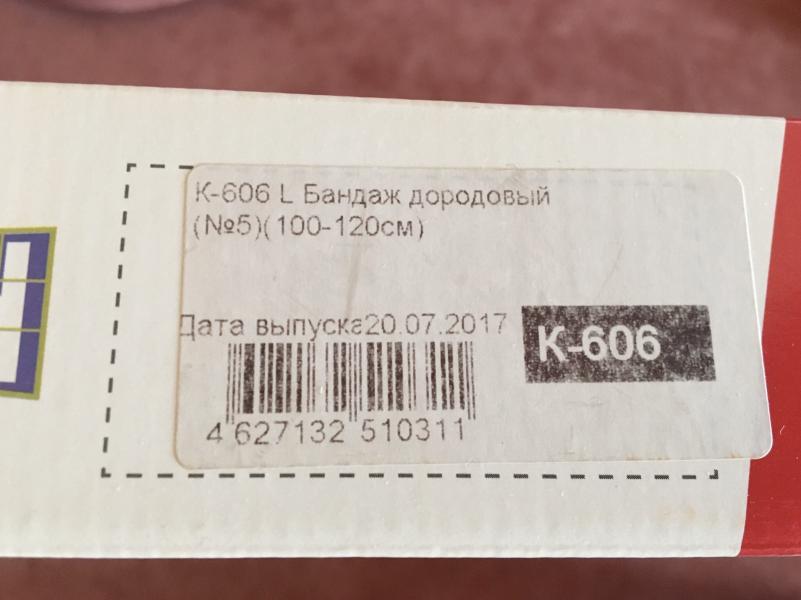 К-606 L Бандаж дородовый
(№5)(100-120см)
Дата выпуска20.07.2017
К-606
4 627132 510311